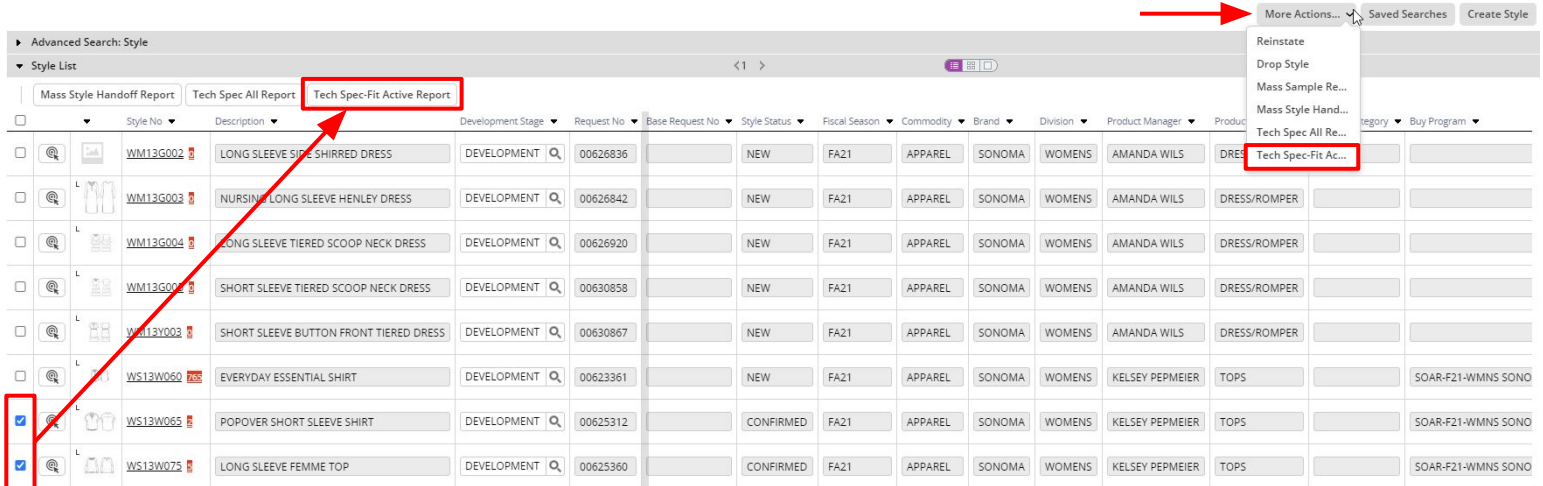 More Actions... Saved Searches Create Style
Advanced Search: Style
Reinstate
Style List <1 >
Drop Style
Mass Sample Re...
Mass Style Handoff Report Tech Spec All Report Tech Spec-Fit Active Report
Mass Style Hand...
Style No Description Development Stage Request No Base Request No Style Status Fiscal Season Commodity Brand Division Product Manager Produc tegory Buy Program
Tech Spec All Re...
Tech Spec-Fit Ac...
WM13G002 LONG SLEEVE SIDE SHIRRED DRESS DEVELOPMENT 00626836 NEW FA21 APPAREL SONOMA WOMENS AMANDA WILS DRES
L WM13G003 NURSING LONG SLEEVE HENLEY DRESS DEVELOPMENT 00626842 NEW FA21 APPAREL SONOMA WOMENS AMANDA WILS DRESS/ROMPER
L WM13G004 LONG SLEEVE TIERED SCOOP NECK DRESS DEVELOPMENT 00626920 NEW FA21 APPAREL SONOMA WOMENS AMANDA WILS DRESS/ROMPER
L SHORT SLEEVE TIERED SCOOP NECK DRESS DEVELOPMENT 00630858 NEW FA21 APPAREL SONOMA WOMENS AMANDA WILS DRESS/ROMPER
L WM13Y003 SHORT SLEEVE BUTTON FRONT TIERED DRESS DEVELOPMENT 00630867 NEW FA21 APPAREL SONOMA WOMENS AMANDA WILS DRESS/ROMPER
L WS13W060 765 EVERYDAY ESSENTIAL SHIRT DEVELOPMENT 00623361 NEW FA21 APPAREL SONOMA WOMENS KELSEY PEPMEIER TOPS SOAR-F21-WMNS SONO
L WS13W065 2 POPOVER SHORT SLEEVE SHIRT DEVELOPMENT 00625312 CONFIRMED FA21 APPAREL SONOMA WOMENS KELSEY PEPMEIER TOPS SOAR-F21-WMNS SONO
L WS13W075 LONG SLEEVE FEMME TOP DEVELOPMENT 00625360 CONFIRMED FA21 APPAREL SONOMA WOMENS KELSEY PEPMEIER TOPS SOAR-F21-WMNS SONO